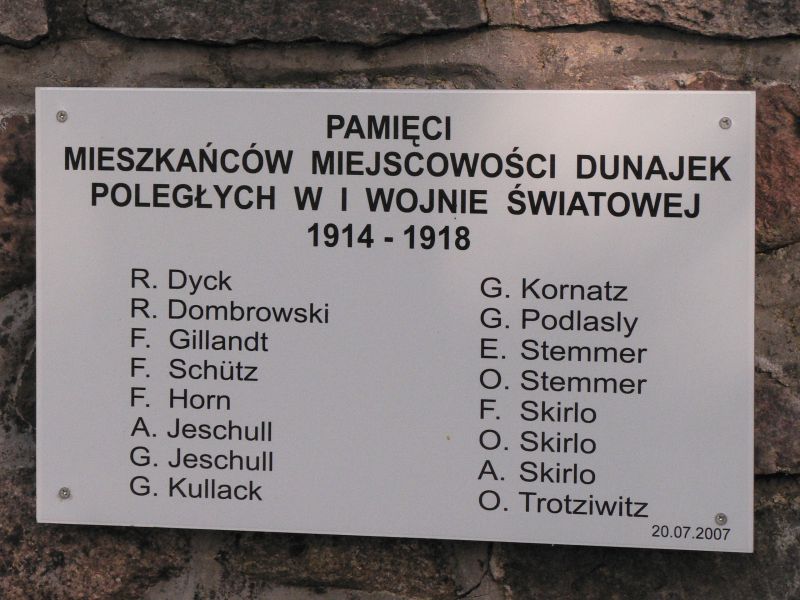 PAMIĘCI
MIESZKAŃCÓW MIEJSCOWOŚCI DUNAJEK
POLEGŁYCH W I WOJNIE ŚWIATOWEJ
1914 - 1918
R. Dyck
R. Dombrowski
F. Gillandt
F. Schütz
F. Horn
A. Jeschull
G. Jeschull
G. Kullack
G. Kornatz
G. Podlasly
E. Stemmer
O. Stemmer
F. Skirlo
O. Skirlo
A. Skirlo
O. Trotziwitz
20.07.2007